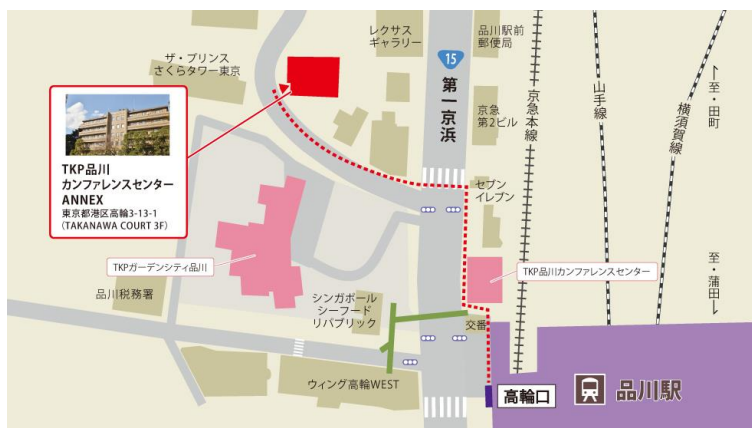 レクサス
ギャラリー
品川駅前
郵便局
ザ・プリンス
さくらタワー東京
15
第一京浜
京急
第2ビル
京急本線
山手線
横須賀線
至・田町
TKP品川
カンファレンスセンター
ANNEX
東京都港区高輪3-13-1
(TAKANAWA COURT 3F)
セブン
イレブン
TKPガーデンシティ品川
TKP品川カンファレンスセンター
至・蒲田
品川税務署
シンガポール
シーフード
リパブリック
交番
ウィング高輪WEST
高輪口
品川駅